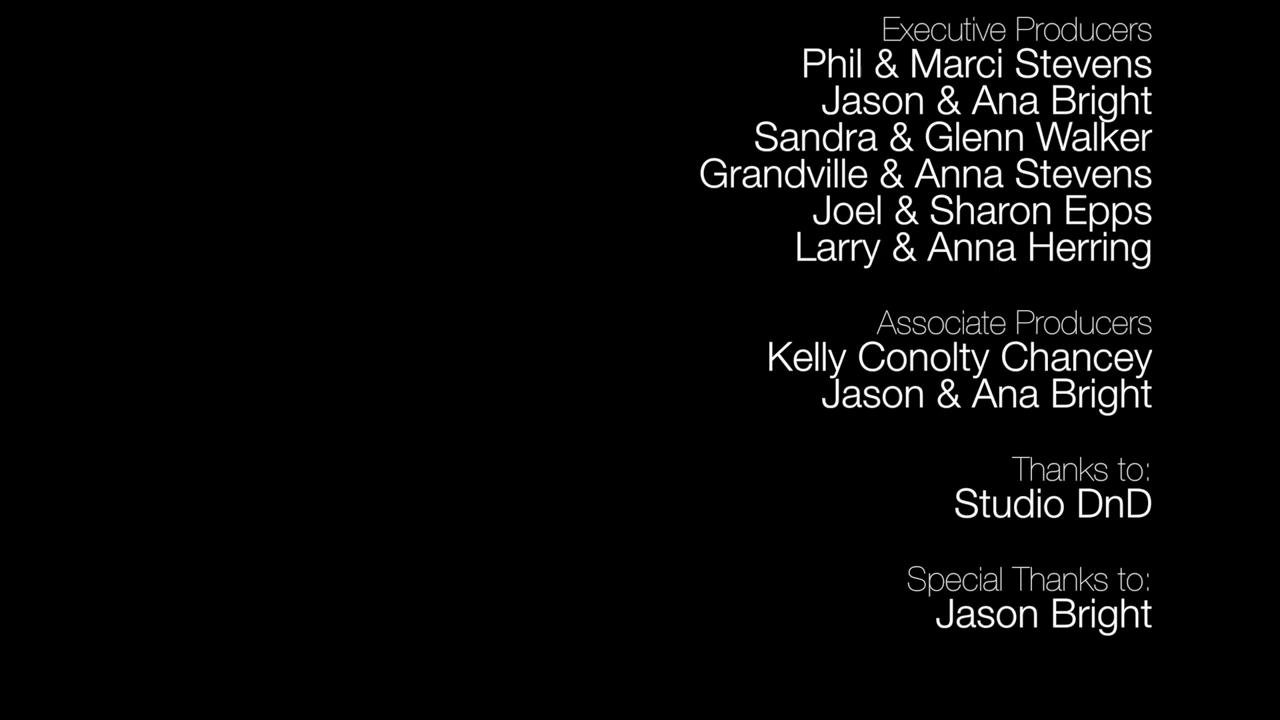 Executive Producers
Phil & Marci Stevens
Jason & Ana Bright
Sandra & Glenn Walker
Grandville & Anna Stevens
Joel & Sharon Epps
Larry & Anna Herring
Associate Producers
Kelly Conolty Chancey
Jason & Ana Bright
Thanks to:
Studio DnD
Special Thanks to:
Jason Bright